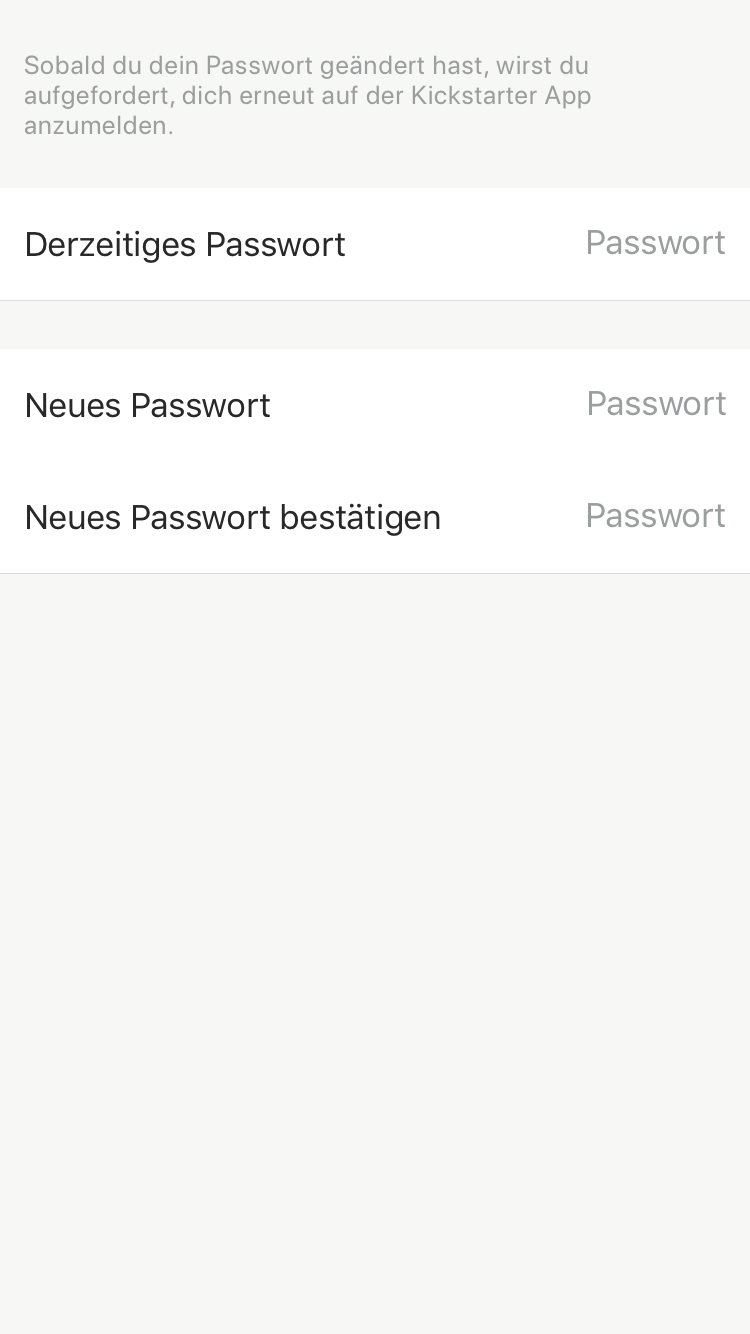 Sobald du dein Passwort geändert hast, wirst du
aufgefordert, dich erneut auf der Kickstarter App
anzumelden.
Derzeitiges Passwort Passwort
Neues Passwort Passwort
Neues Passwort bestätigen Passwort